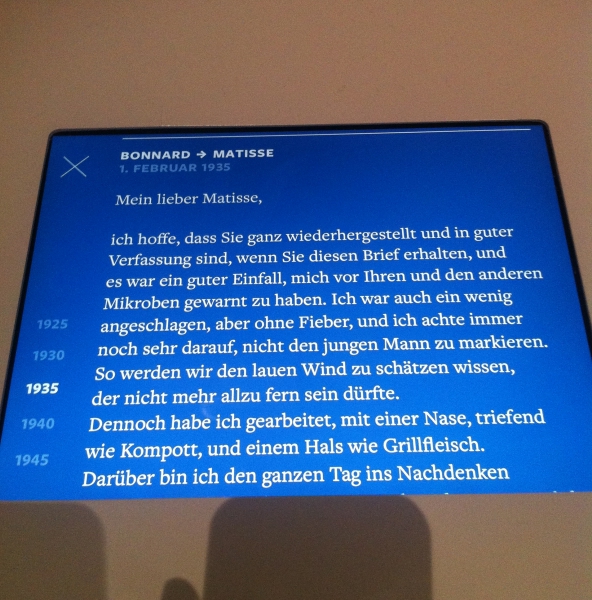 BONNARD → MATISSE
1. FEBRUAR 1935
Mein lieber Matisse,
ich hoffe, dass Sie ganz wiederhergestellt und in guter
Verfassung sind, wenn Sie diesen Brief erhalten, und
es war ein guter Einfall, mich vor Ihren und den anderen
Mikroben gewarnt zu haben. Ich war auch ein wenig
angeschlagen, aber ohne Fieber, und ich achte immer
noch sehr darauf, nicht den jungen Mann zu markieren.
So werden wir den lauen Wind zu schätzen wissen,
der nicht mehr allzu fern sein dürfte.
Dennoch habe ich gearbeitet, mit einer Nase, triefend
wie Kompott, und einem Hals wie Grillfleisch.
Darüber bin ich den ganzen Tag ins Nachdenken
1925
1930
1935
1940
1945